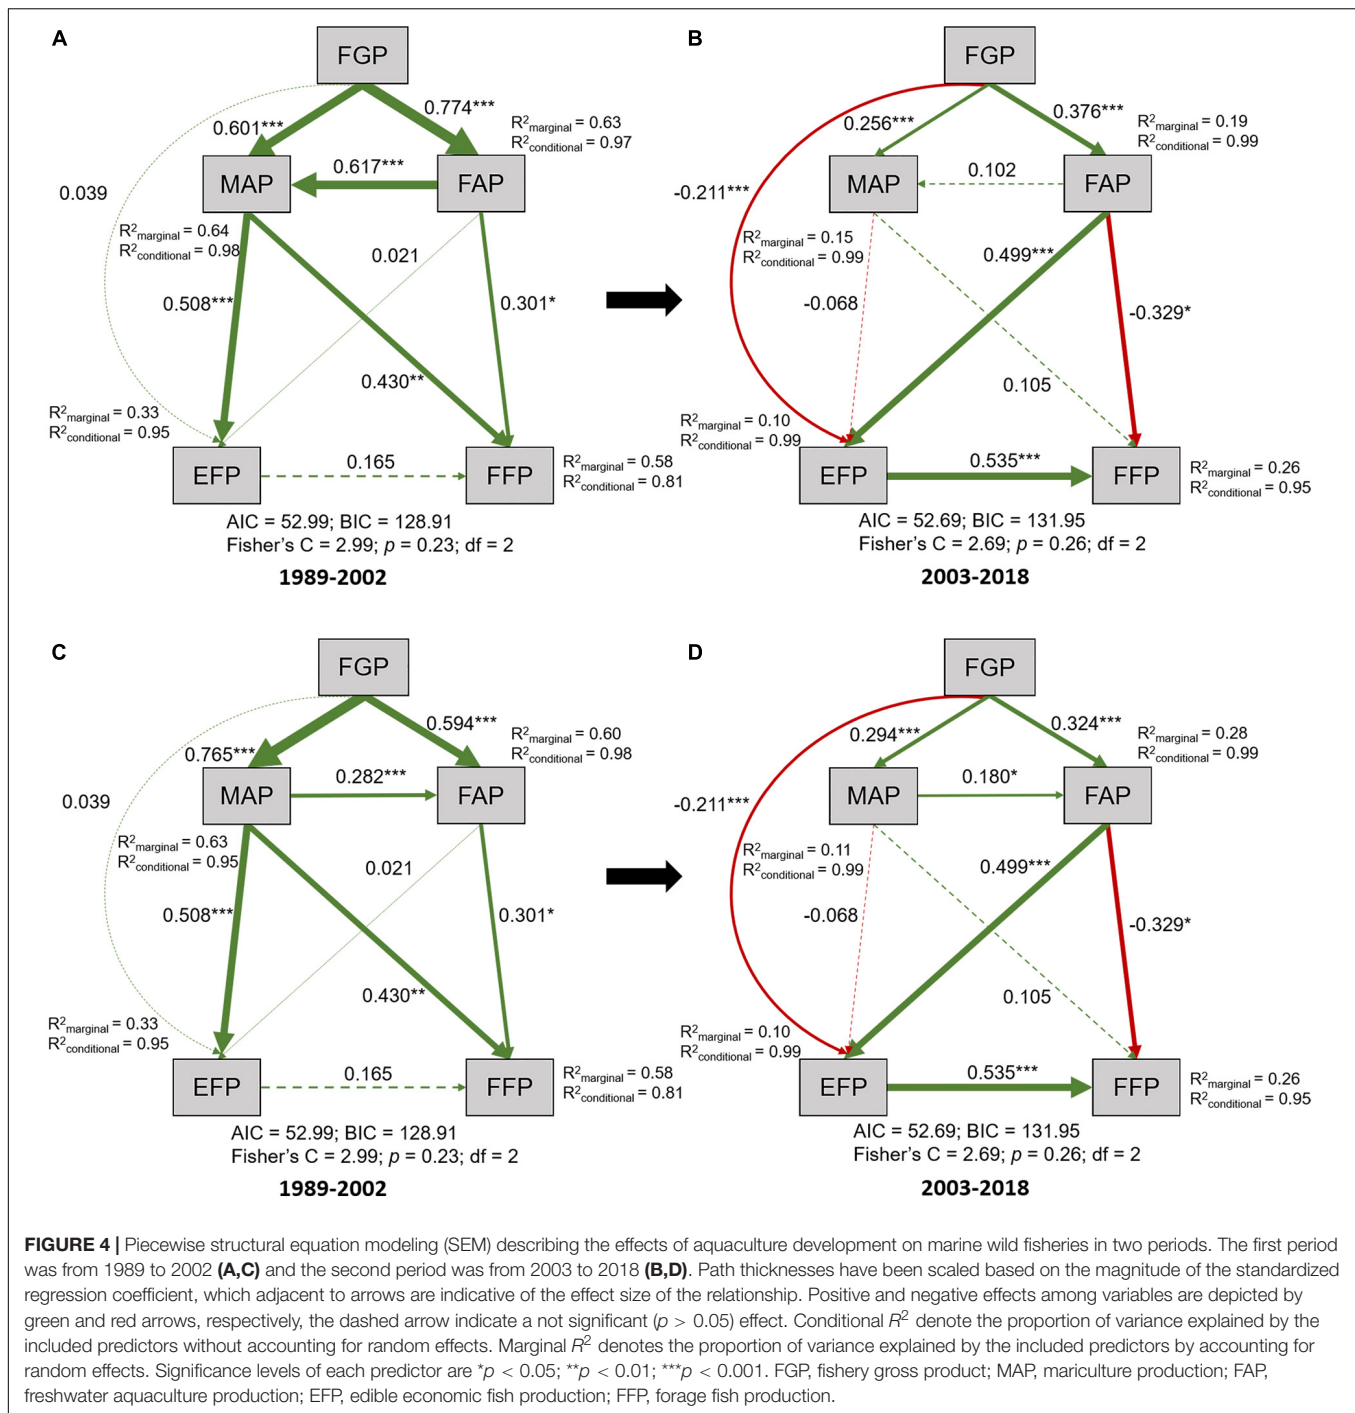 A
FGP
0.774***
0.601***
R²marginal = 0.63
R²conditional = 0.97
MAP
0.617***
FAP
0.039
R²marginal = 0.64
R²conditional = 0.98
0.021
0.508***
0.301*
0.430**
R²marginal = 0.33
R²conditional = 0.95
EFP
0.165
FFP
R²marginal = 0.58
R²conditional = 0.81
AIC = 52.99; BIC = 128.91
Fisher's C = 2.99; p = 0.23; df = 2
1989-2002
B
FGP
0.376***
0.256***
R²marginal = 0.19
R²conditional = 0.99
MAP
0.102
FAP
-0.211***
R²marginal = 0.15
R²conditional = 0.99
0.499***
-0.068
-0.329*
0.105
R²marginal = 0.10
R²conditional = 0.99
EFP
0.535***
FFP
R²marginal = 0.26
R²conditional = 0.95
AIC = 52.69; BIC = 131.95
Fisher's C = 2.69; p = 0.26; df = 2
2003-2018
C
FGP
0.594***
0.765***
R²marginal = 0.60
R²conditional = 0.98
MAP
0.282***
FAP
0.039
R²marginal = 0.63
R²conditional = 0.95
0.021
0.508***
0.301*
0.430**
R²marginal = 0.33
R²conditional = 0.95
EFP
0.165
FFP
R²marginal = 0.58
R²conditional = 0.81
AIC = 52.99; BIC = 128.91
Fisher's C = 2.99; p = 0.23; df = 2
1989-2002
D
FGP
0.324***
0.294***
R²marginal = 0.28
R²conditional = 0.99
MAP
0.180*
FAP
-0.211***
R²marginal = 0.11
R²conditional = 0.99
0.499***
-0.068
-0.329*
0.105
R²marginal = 0.10
R²conditional = 0.99
EFP
0.535***
FFP
R²marginal = 0.26
R²conditional = 0.95
AIC = 52.69; BIC = 131.95
Fisher's C = 2.69; p = 0.26; df = 2
2003-2018
FIGURE 4 | Piecewise structural equation modeling (SEM) describing the effects of aquaculture development on marine wild fisheries in two periods. The first period
was from 1989 to 2002 (A,C) and the second period was from 2003 to 2018 (B,D). Path thicknesses have been scaled based on the magnitude of the standardized
regression coefficient, which adjacent to arrows are indicative of the effect size of the relationship. Positive and negative effects among variables are depicted by
green and red arrows, respectively, the dashed arrow indicate a not significant (p > 0.05) effect. Conditional R² denote the proportion of variance explained by the
included predictors without accounting for random effects. Marginal R² denotes the proportion of variance explained by the included predictors by accounting for
random effects. Significance levels of each predictor are *p < 0.05; **p < 0.01; ***p < 0.001. FGP, fishery gross product; MAP, mariculture production; FAP,
freshwater aquaculture production; EFP, edible economic fish production; FFP, forage fish production.